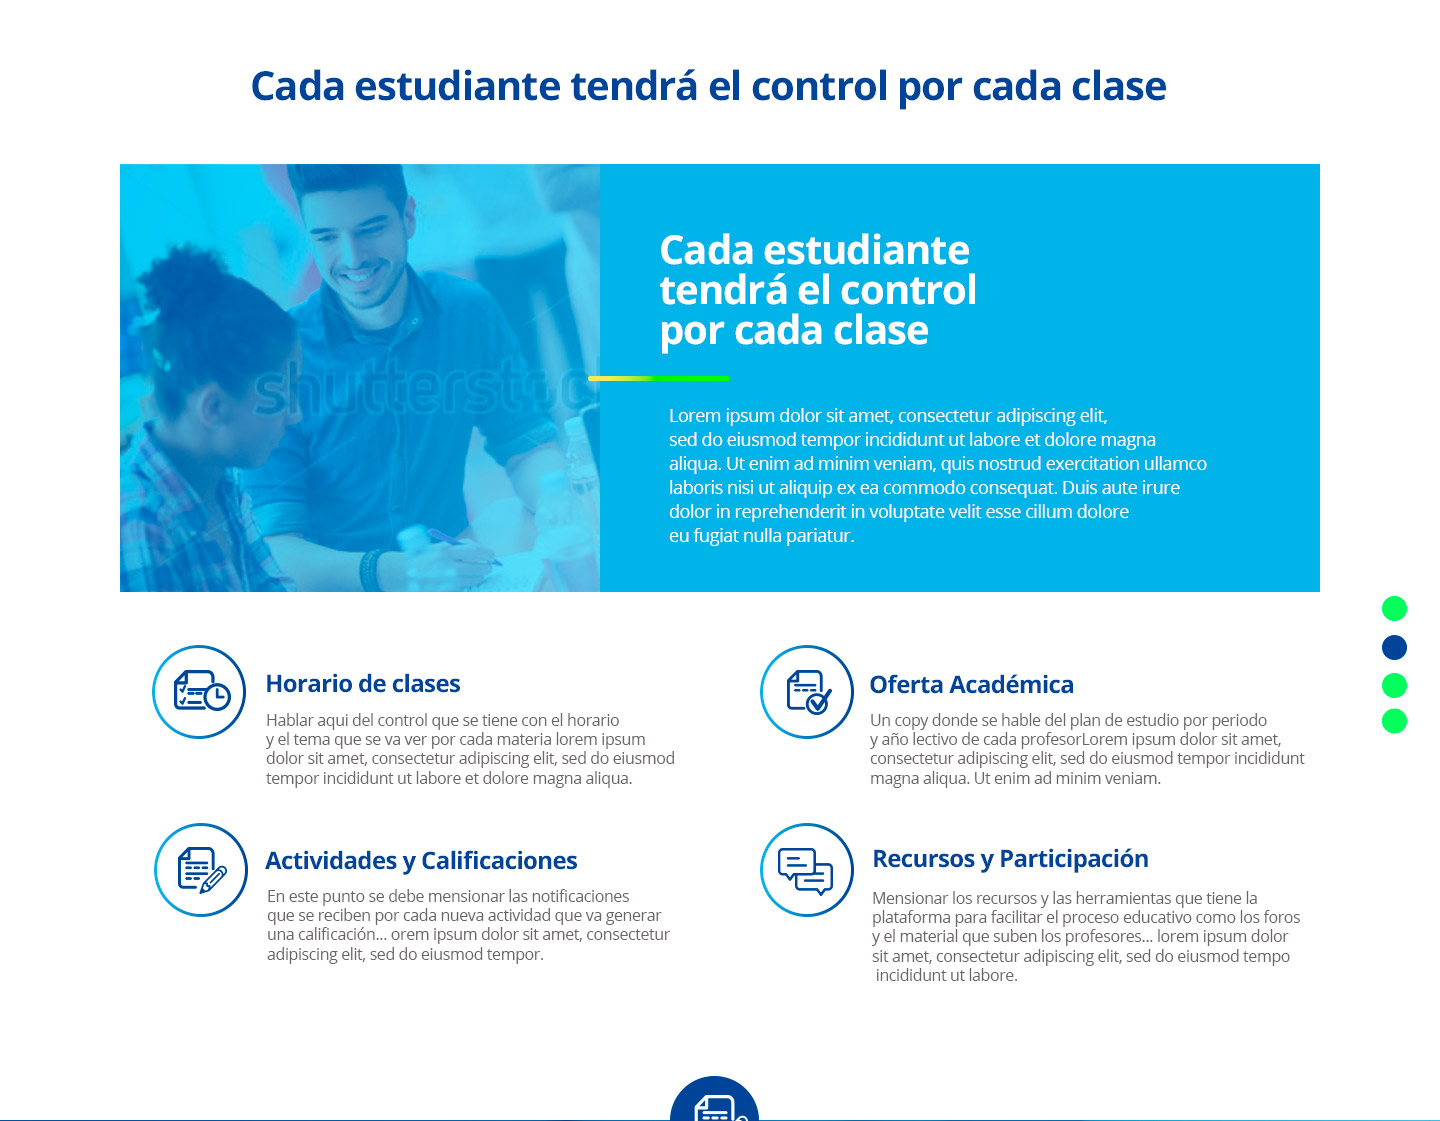 Cada estudiante tendrá el control por cada clase
Cada estudiante
tendrá el control
por cada clase
Lorem ipsum dolor sit amet, consectetur adipiscing elit,
sed do eiusmod tempor incididunt ut labore et dolore magna
aliqua. Ut enim ad minim veniam, quis nostrud exercitation ullamco
laboris nisi ut aliquip ex ea commodo consequat. Duis aute irure
dolor in reprehenderit in voluptate velit esse cillum dolore
eu fugiat nulla pariatur.
Horario de clases
Hablar aqui del control que se tiene con el horario
y el tema que se va ver por cada materia lorem ipsum
dolor sit amet, consectetur adipiscing elit, sed do eiusmod
tempor incididunt ut labore et dolore magna aliqua.
Oferta Académica
Un copy donde se hable del plan de estudio por periodo
y año lectivo de cada profesorLorem ipsum dolor sit amet,
consectetur adipiscing elit, sed do eiusmod tempor incididunt
magna aliqua. Ut enim ad minim veniam.
Actividades y Calificaciones
En este punto se debe mensionar las notificaciones
que se reciben por cada nueva actividad que va generar
una calificación... orem ipsum dolor sit amet, consectetur
adipiscing elit, sed do eiusmod tempor.
Recursos y Participación
Mensionar los recursos y las herramientas que tiene la
plataforma para facilitar el proceso educativo como los foros
y el material que suben los profesores... lorem ipsum dolor
sit amet, consectetur adipiscing elit, sed do eiusmod tempo
incididunt ut labore.